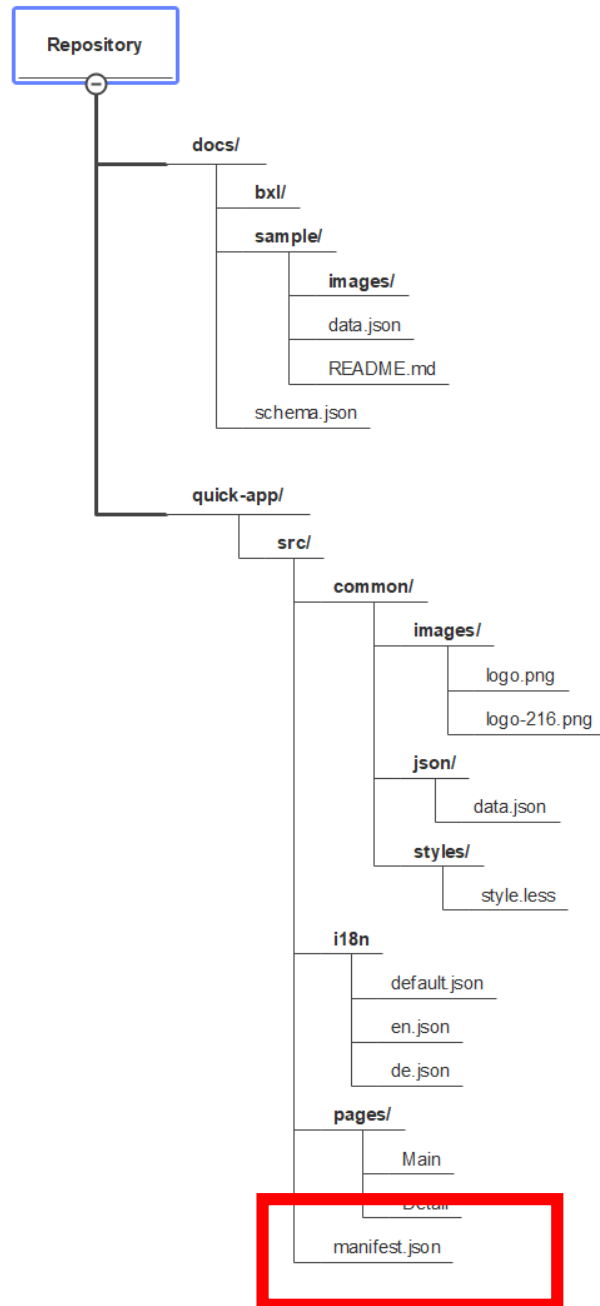 Repository
docs/
bxl/
sample/
images/
data.json
README.md
schema.json
quick-app/
src/
common/
images/
logo.png
logo-216.png
json/
data.json
styles/
style.less
i18n
default.json
en.json
de.json
pages/
Main
Detail
manifest.json